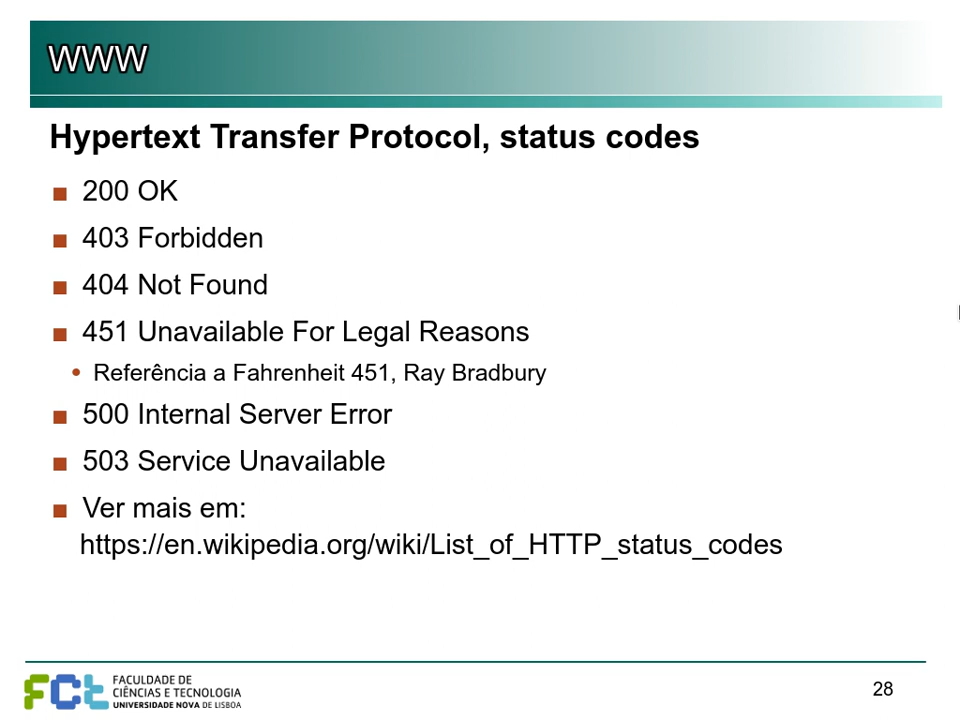 WWW
Hypertext Transfer Protocol, status codes
200 OK
403 Forbidden
404 Not Found
451 Unavailable For Legal Reasons
Referência a Fahrenheit 451, Ray Bradbury
500 Internal Server Error
503 Service Unavailable
Ver mais em:
https://en.wikipedia.org/wiki/List_of_HTTP_status_codes
FCt
FACULDADE DE
CIÊNCIAS E TECNOLOGIA
UNIVERSIDADE NOVA DE LISBOA
28